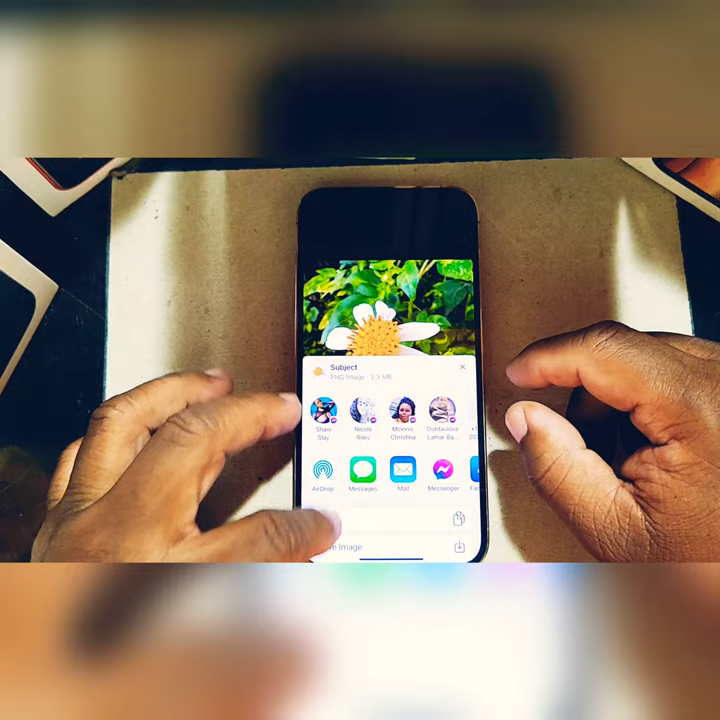 Subject
PNG Image · 2.3 MB
Shani
Slay
Nicole
Riley
Mcinnis
Christina
Dontavious
Lamar Ba...
AirDrop
Messages
Mail
Messenger
Image